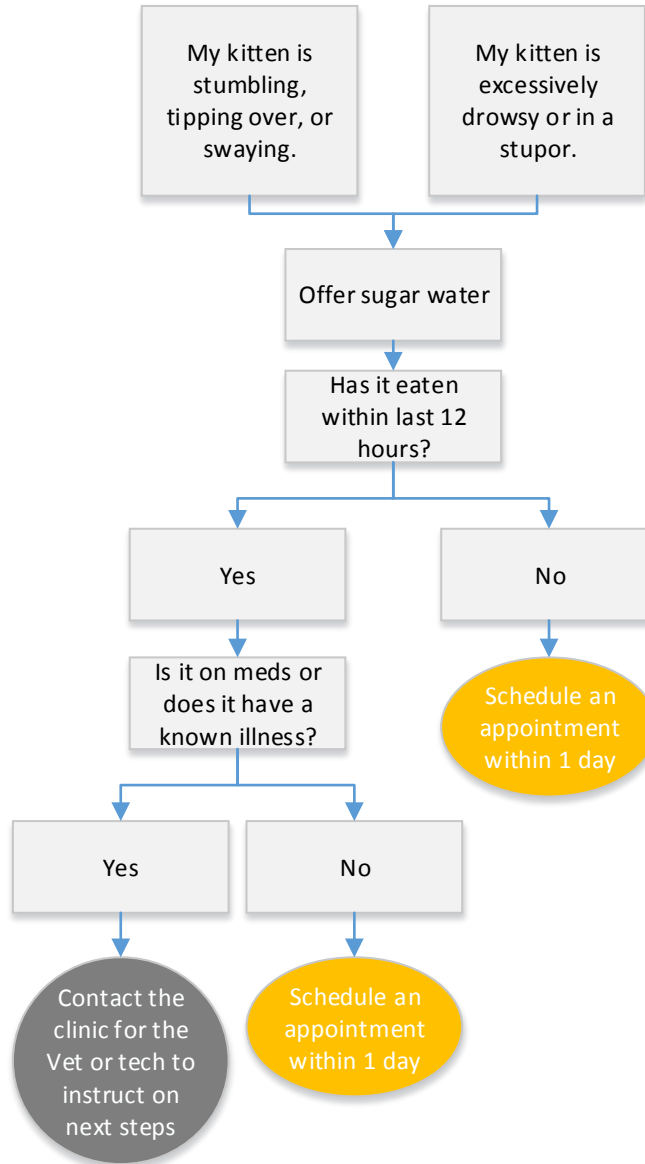 My kitten is
stumbling,
tipping over, or
swaying.
My kitten is
excessively
drowsy or in a
stupor.
Offer sugar water
Has it eaten
within last 12
hours?
Yes
No
Is it on meds or
does it have a
known illness?
Schedule an
appointment
within 1 day
Yes
No
Contact the
clinic for the
Vet or tech to
instruct on
next steps
Schedule an
appointment
within 1 day